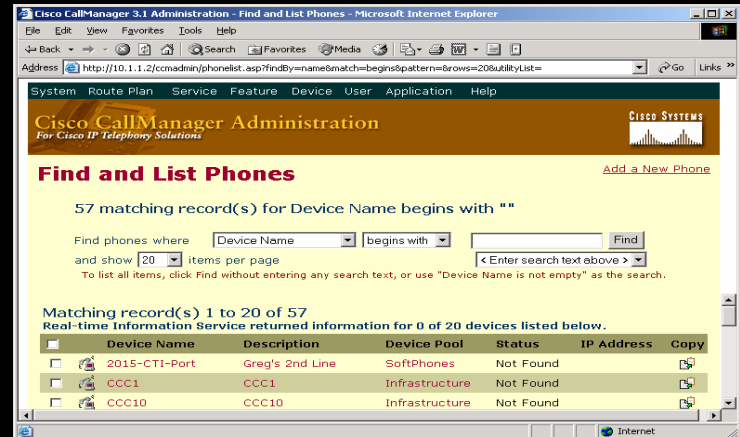 Cisco CallManager 3.1 Administration - Find and List Phones - Microsoft Internet Explorer
File Edit View Favorites Tools Help
Back Search Favorites Media
Address http://10.1.1.2/ccmadmin/phonelist.asp?findBy=name&match=begins&pattern=&rows=20&utilityList= Go Links »
System Route Plan Service Feature Device User Application Help
Cisco CallManager Administration
For Cisco IP Telephony Solutions
CISCO SYSTEMS
Find and List Phones
Add a New Phone
57 matching record(s) for Device Name begins with ""
Find phones where Device Name begins with Find
and show 20 items per page < Enter search text above >
To list all items, click Find without entering any search text, or use "Device Name is not empty" as the search.
Matching record(s) 1 to 20 of 57
Real-time Information Service returned information for 0 of 20 devices listed below.
Device Name Description Device Pool Status IP Address Copy
2015-CTI-Port Greg's 2nd Line SoftPhones Not Found
CCC1 CCC1 Infrastructure Not Found
CCC10 CCC10 Infrastructure Not Found
Internet